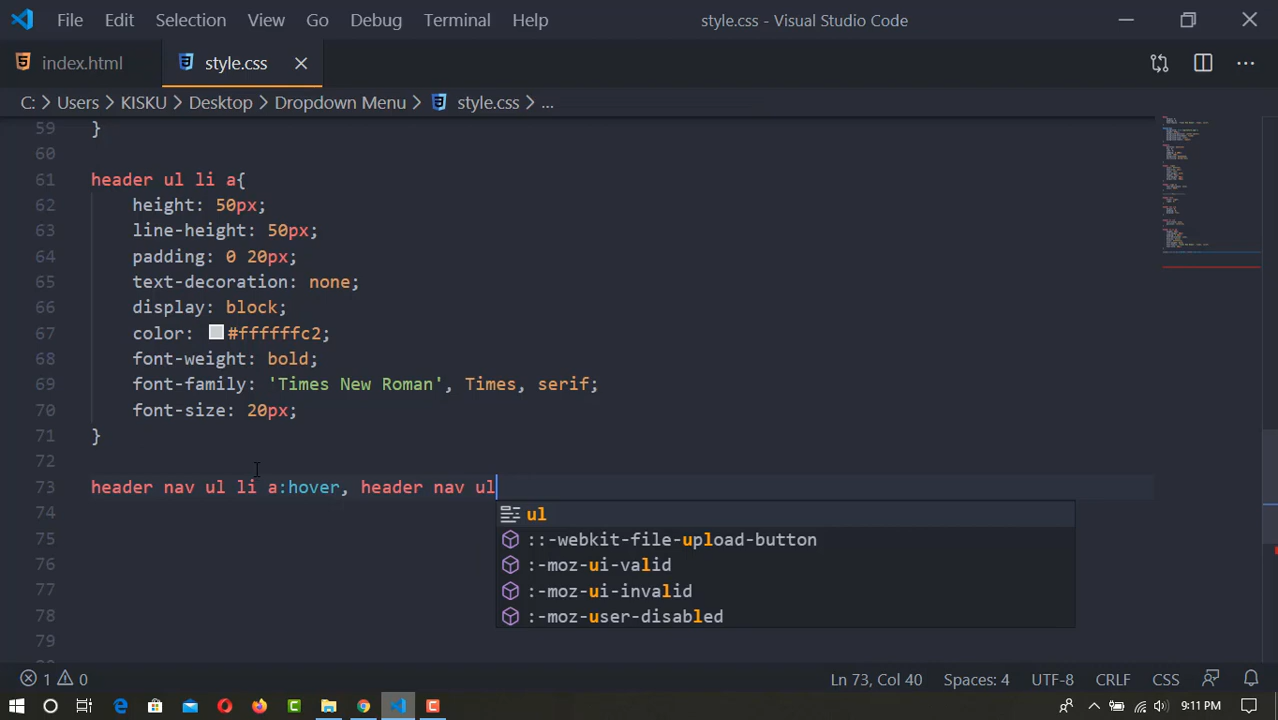 File Edit Selection View Go Debug Terminal Help style.css - Visual Studio Code
index.html style.css
C: > Users > KISKU > Desktop > Dropdown Menu > style.css > ...
59 }
60
61 header ul li a{
62 height: 50px;
63 line-height: 50px;
64 padding: 0 20px;
65 text-decoration: none;
66 display: block;
67 color: #ffffffc2;
68 font-weight: bold;
69 font-family: 'Times New Roman', Times, serif;
70 font-size: 20px;
71 }
72
73 header nav ul li a:hover, header nav ul
74 ul
75 ::-webkit-file-upload-button
76 :-moz-ui-valid
77 :-moz-ui-invalid
78 :-moz-user-disabled
79
1 0 Ln 73, Col 40 Spaces: 4 UTF-8 CRLF CSS
9:11 PM